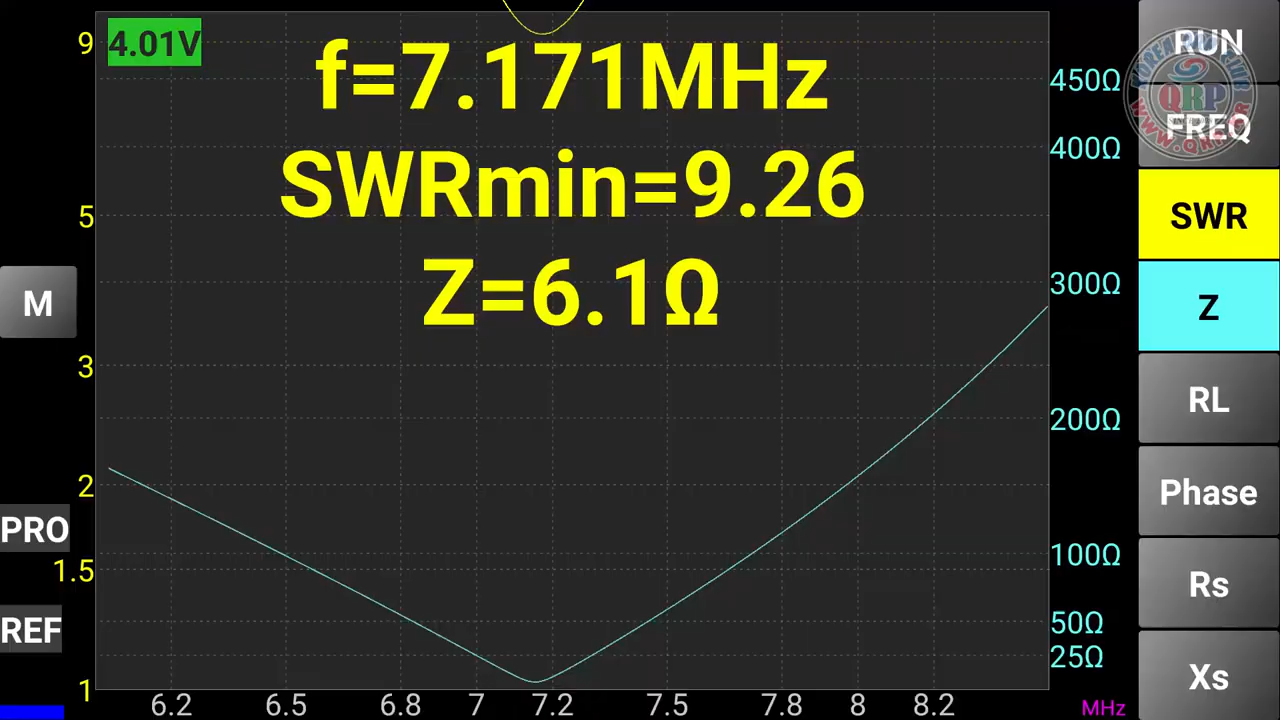 4.01V
f=7.171MHz
SWRmin=9.26
Z=6.1Ω
9
5
3
2
1.5
1
450Ω
400Ω
300Ω
200Ω
100Ω
50Ω
25Ω
6.2 6.5 6.8 7 7.2 7.5 7.8 8 8.2 MHz
M
PRO
REF
RUN
FREQ
SWR
Z
RL
Phase
Rs
Xs
QRP